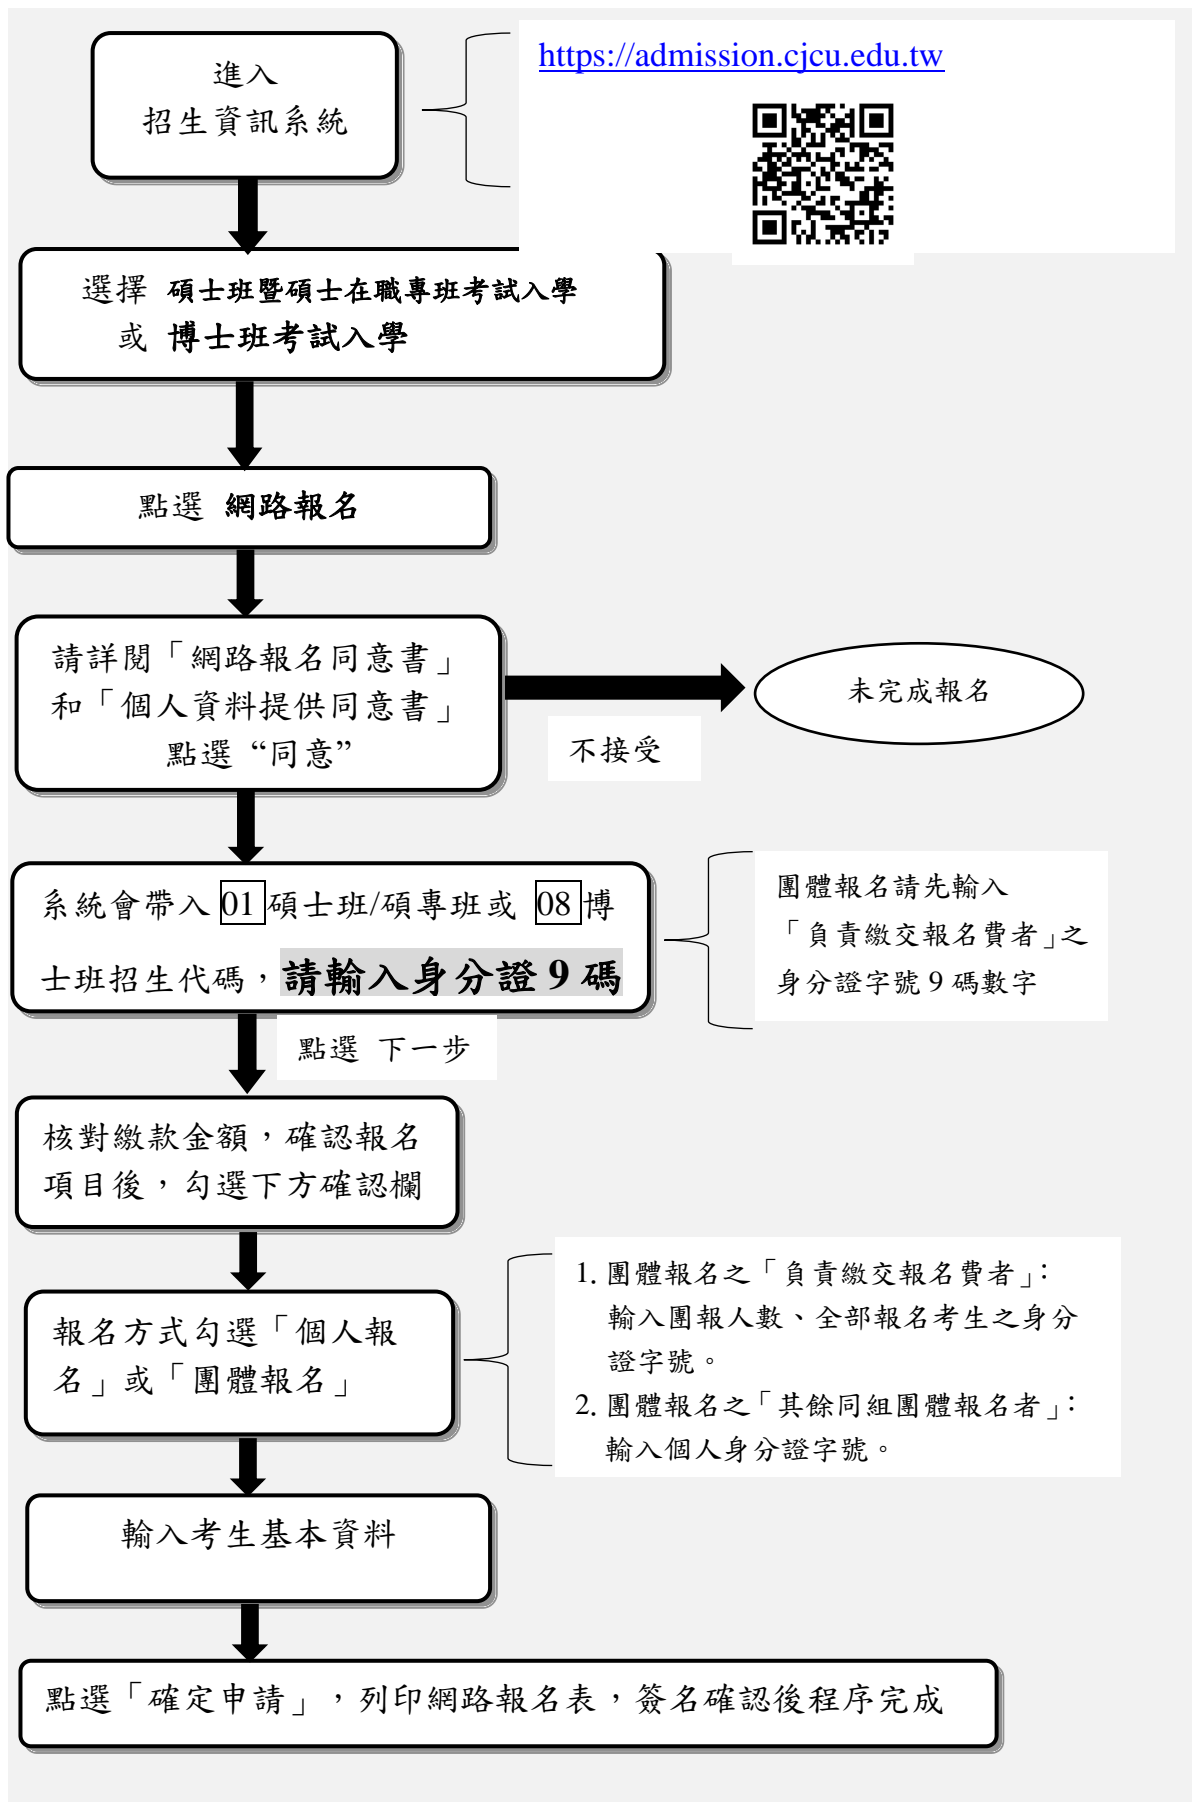 進入
招生資訊系統
https://admission.cjcu.edu.tw
選擇 碩士班暨碩士在職專班考試入學
或 博士班考試入學
點選 網路報名
請詳閱「網路報名同意書」
和「個人資料提供同意書」
點選 “同意”
不接受
未完成報名
系統會帶入 01 碩士班/碩專班或 08 博
士班招生代碼，請輸入身分證 9 碼
團體報名請先輸入
「負責繳交報名費者」之
身分證字號 9 碼數字
點選 下一步
核對繳款金額，確認報名
項目後，勾選下方確認欄
報名方式勾選「個人報
名」或「團體報名」
1. 團體報名之「負責繳交報名費者」：
輸入團報人數、全部報名考生之身分
證字號。
2. 團體報名之「其餘同組團體報名者」：
輸入個人身分證字號。
輸入考生基本資料
點選「確定申請」，列印網路報名表，簽名確認後程序完成